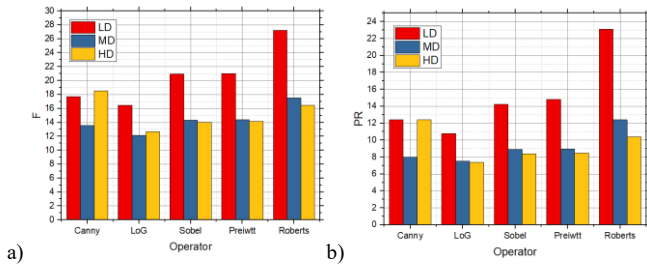 a)
30
28
26
24
22
20
18
16
14
12
10
8
6
4
2
0
F
LD
MD
HD
Canny
LoG
Sobel
Preiwtt
Roberts
Operator
b)
24
22
20
18
16
14
12
10
8
6
4
2
0
PR
LD
MD
HD
Canny
LoG
Sobel
Preiwtt
Roberts
Operator